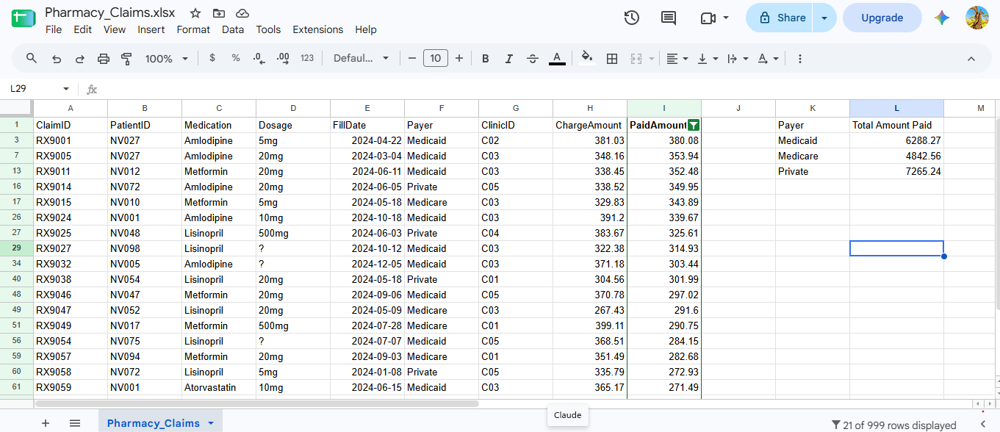 Pharmacy_Claims.xlsx
File Edit View Insert Format Data Tools Extensions Help
Share
Upgrade
100% $ % .0 .00 123 Defaul... 10 B I S A A
L29 fx
A B C D E F G H I J K L M
1 ClaimID PatientID Medication Dosage FillDate Payer ClinicID ChargeAmount PaidAmount Payer Total Amount Paid
3 RX9001 NV027 Amlodipine 5mg 2024-04-22 Medicaid C02 381.03 380.08 Medicaid 6288.27
7 RX9005 NV027 Amlodipine 20mg 2024-03-04 Medicaid C03 348.16 353.94 Medicare 4842.56
13 RX9011 NV012 Metformin 20mg 2024-06-11 Medicaid C03 338.45 352.48 Private 7265.24
16 RX9014 NV072 Amlodipine 20mg 2024-06-05 Private C05 338.52 349.95
17 RX9015 NV010 Metformin 5mg 2024-05-18 Medicare C03 329.83 343.89
26 RX9024 NV001 Amlodipine 10mg 2024-10-18 Medicaid C03 391.2 339.67
27 RX9025 NV048 Lisinopril 500mg 2024-06-03 Private C04 383.67 325.61
29 RX9027 NV098 Lisinopril ? 2024-10-12 Medicaid C03 322.38 314.93
34 RX9032 NV005 Amlodipine ? 2024-12-05 Medicaid C03 371.18 303.44
40 RX9038 NV054 Lisinopril 20mg 2024-05-18 Private C01 304.56 301.99
48 RX9046 NV047 Metformin 20mg 2024-09-06 Medicaid C05 370.78 297.02
49 RX9047 NV052 Lisinopril 20mg 2024-05-09 Medicare C03 267.43 291.6
51 RX9049 NV017 Metformin 500mg 2024-07-28 Medicare C01 399.11 290.75
56 RX9054 NV075 Lisinopril ? 2024-07-07 Medicaid C05 368.51 284.15
59 RX9057 NV094 Metformin 20mg 2024-09-03 Medicare C01 351.49 282.68
60 RX9058 NV072 Lisinopril 5mg 2024-01-08 Private C05 335.79 272.93
61 RX9059 NV001 Atorvastatin 10mg 2024-06-15 Medicaid C03 365.17 271.49
Claude
Pharmacy_Claims
21 of 999 rows displayed